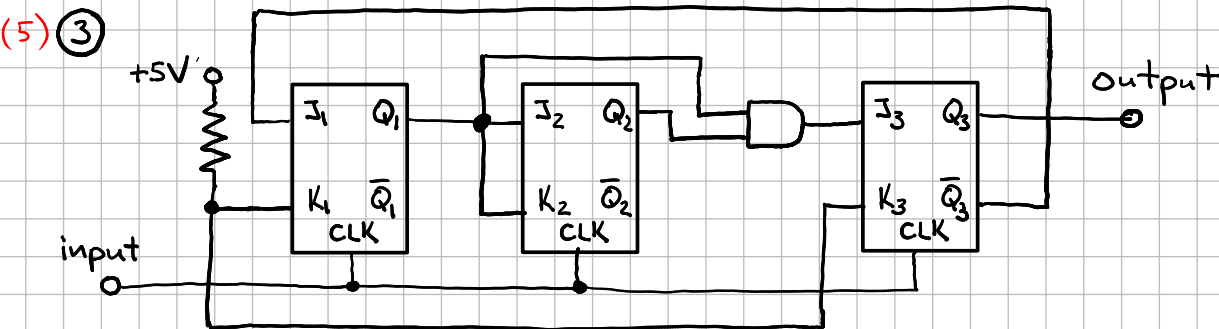 (5) 3
+5V
output
J1 Q1
J2 Q2
J3 Q3
K1 Q̅1
K2 Q̅2
K3 Q̅3
CLK
CLK
CLK
input